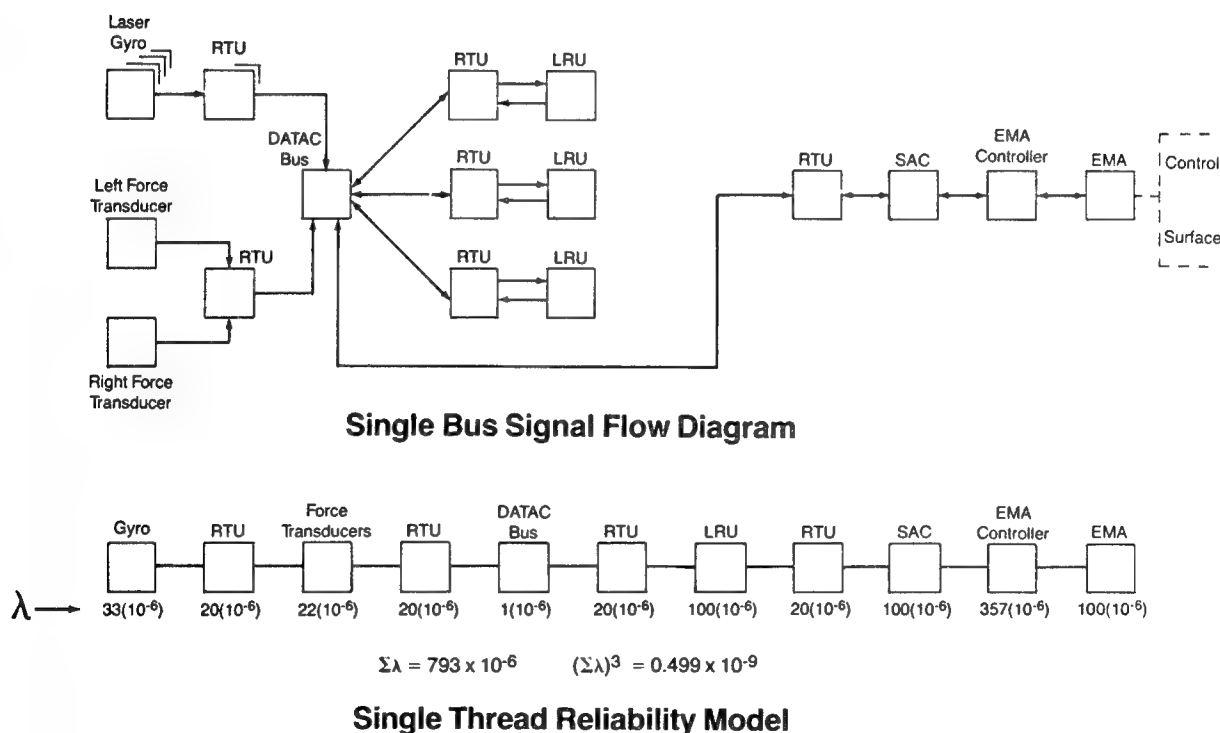 Laser
Gyro
RTU
RTU
LRU
DATAC
Bus
Left Force
Transducer
RTU
LRU
RTU
SAC
EMA
Controller
EMA
Control
Surface
RTU
RTU
LRU
Right Force
Transducer
Single Bus Signal Flow Diagram
Gyro
RTU
Force
Transducers
RTU
DATAC
Bus
RTU
LRU
RTU
SAC
EMA
Controller
EMA
λ
33(10⁻⁶) 20(10⁻⁶) 22(10⁻⁶) 20(10⁻⁶) 1(10⁻⁶) 20(10⁻⁶) 100(10⁻⁶) 20(10⁻⁶) 100(10⁻⁶) 357(10⁻⁶) 100(10⁻⁶)
Σλ = 793 x 10⁻⁶ (Σλ)³ = 0.499 x 10⁻⁹
Single Thread Reliability Model